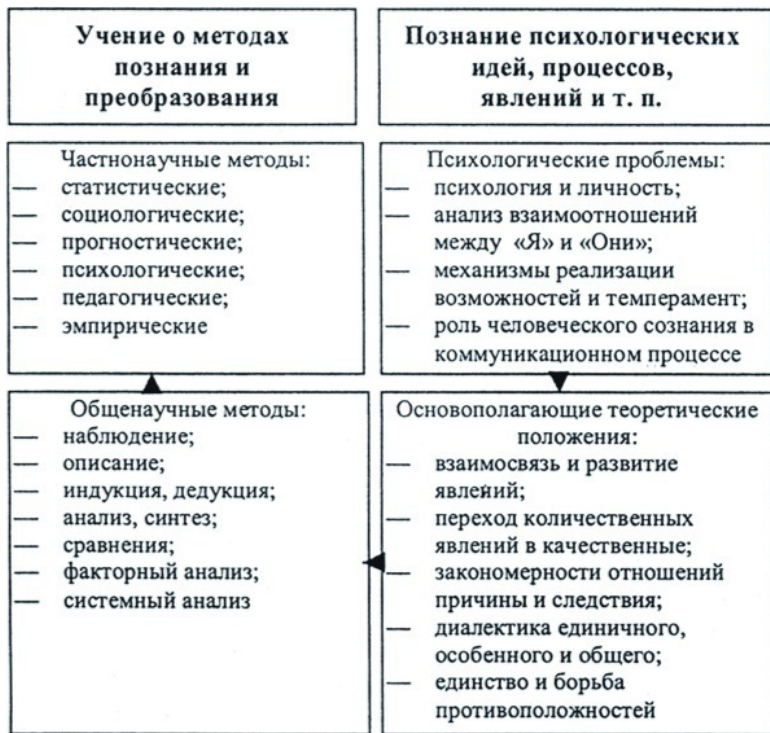 Учение о методах
познания и
преобразования
Познание психологических
идей, процессов,
явлений и т. п.
Частнонаучные методы:
— статистические;
— социологические;
— прогностические;
— психологические;
— педагогические;
— эмпирические
Психологические проблемы:
— психология и личность;
— анализ взаимоотношений
между «Я» и «Они»;
— механизмы реализации
возможностей и темперамент;
— роль человеческого сознания в
коммуникационном процессе
Общенаучные методы:
— наблюдение;
— описание;
— индукция, дедукция;
— анализ, синтез;
— сравнения;
— факторный анализ;
— системный анализ
Основополагающие теоретические
положения:
— взаимосвязь и развитие
явлений;
— переход количественных
явлений в качественные;
— закономерности отношений
причины и следствия;
— диалектика единичного,
особенного и общего;
— единство и борьба
противоположностей